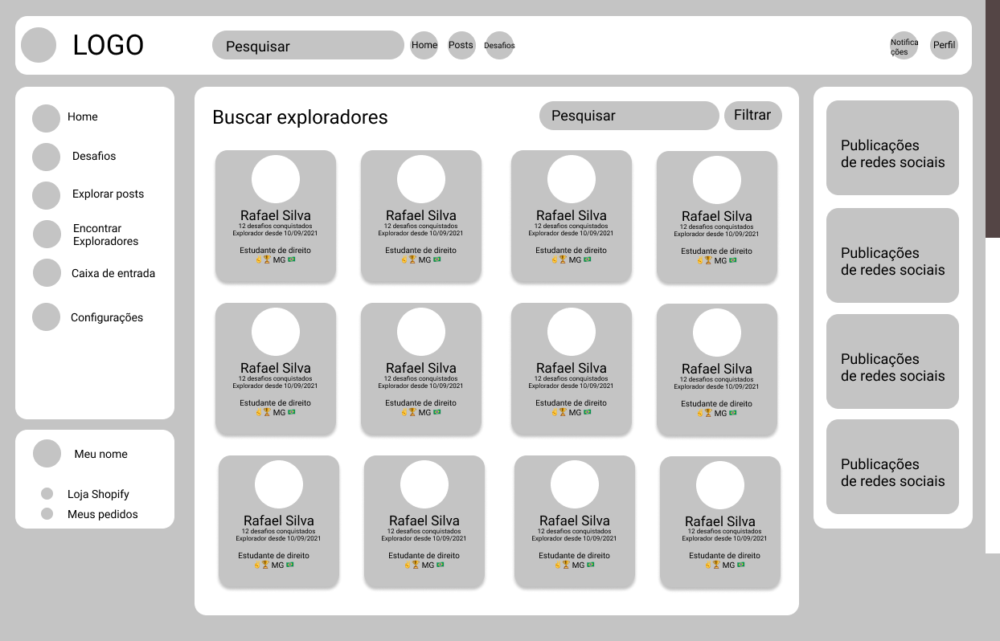 LOGO
Pesquisar
Home
Posts
Desafios
Notifica
ções
Perfil
Home
Desafios
Explorar posts
Encontrar
Exploradores
Caixa de entrada
Configurações
Meu nome
Loja Shopify
Meus pedidos
Buscar exploradores
Pesquisar
Filtrar
Rafael Silva
12 desafios conquistados
Explorador desde 10/09/2021
Estudante de direito
MG
Rafael Silva
12 desafios conquistados
Explorador desde 10/09/2021
Estudante de direito
MG
Rafael Silva
12 desafios conquistados
Explorador desde 10/09/2021
Estudante de direito
MG
Rafael Silva
12 desafios conquistados
Explorador desde 10/09/2021
Estudante de direito
MG
Rafael Silva
12 desafios conquistados
Explorador desde 10/09/2021
Estudante de direito
MG
Rafael Silva
12 desafios conquistados
Explorador desde 10/09/2021
Estudante de direito
MG
Rafael Silva
12 desafios conquistados
Explorador desde 10/09/2021
Estudante de direito
MG
Rafael Silva
12 desafios conquistados
Explorador desde 10/09/2021
Estudante de direito
MG
Rafael Silva
12 desafios conquistados
Explorador desde 10/09/2021
Estudante de direito
MG
Rafael Silva
12 desafios conquistados
Explorador desde 10/09/2021
Estudante de direito
MG
Rafael Silva
12 desafios conquistados
Explorador desde 10/09/2021
Estudante de direito
MG
Rafael Silva
12 desafios conquistados
Explorador desde 10/09/2021
Estudante de direito
MG
Publicações
de redes sociais
Publicações
de redes sociais
Publicações
de redes sociais
Publicações
de redes sociais